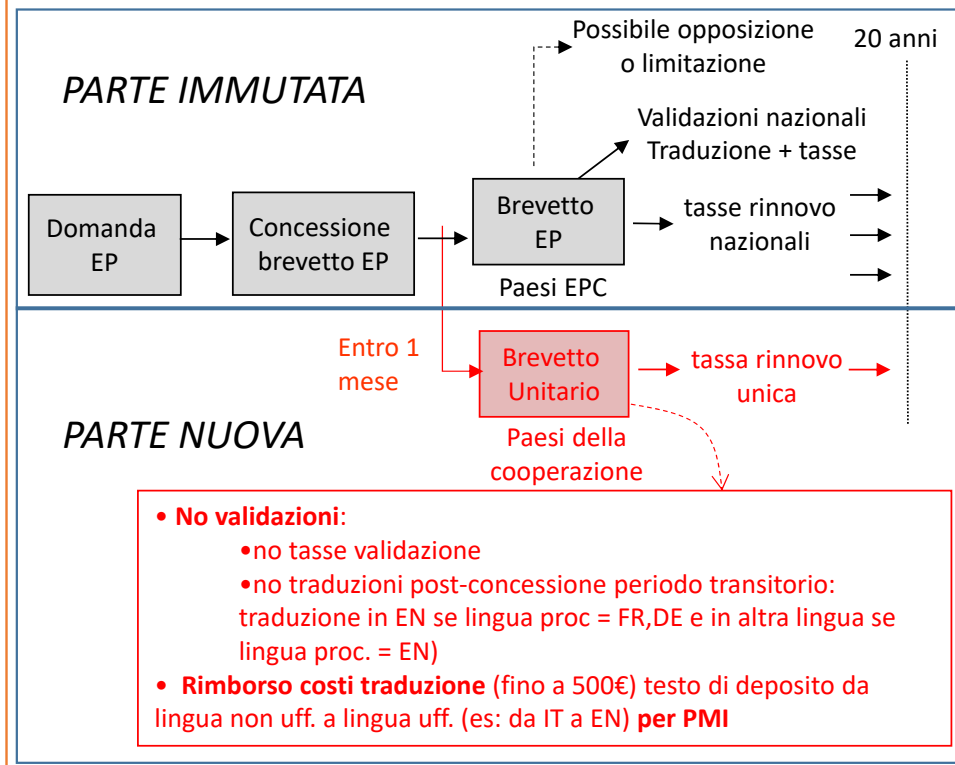 Possibile opposizione
o limitazione
20 anni
PARTE IMMUTATA
Validazioni nazionali
Traduzione + tasse
Domanda
EP
Concessione
brevetto EP
Brevetto
EP
tasse rinnovo
nazionali
Paesi EPC
Entro 1
mese
Brevetto
Unitario
tassa rinnovo
unica
PARTE NUOVA
Paesi della
cooperazione
• No validazioni:
•no tasse validazione
•no traduzioni post-concessione periodo transitorio:
traduzione in EN se lingua proc = FR,DE e in altra lingua se
lingua proc. = EN)
• Rimborso costi traduzione (fino a 500€) testo di deposito da
lingua non uff. a lingua uff. (es: da IT a EN) per PMI